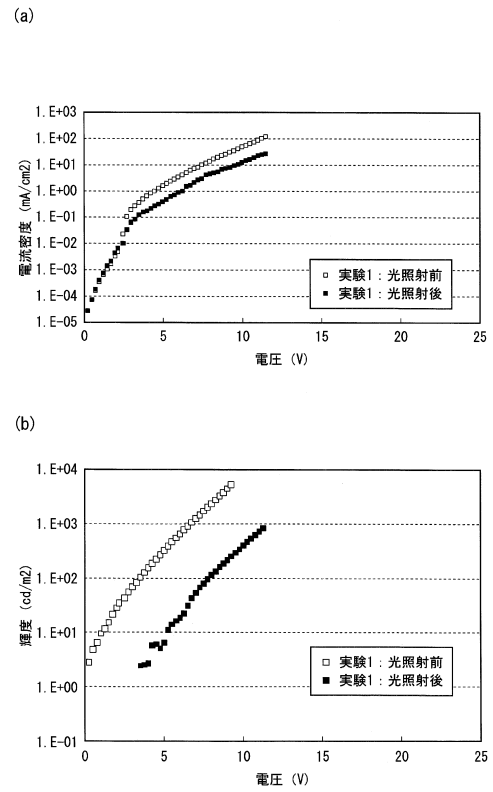 (a)
1.E+03
1.E+02
1.E+01
1.E+00
1.E-01
1.E-02
1.E-03
1.E-04
1.E-05
電流密度 (mA/cm2)
実験1：光照射前
実験1：光照射後
0 5 10 15 20 25
電圧 (V)
(b)
1.E+04
1.E+03
1.E+02
1.E+01
1.E+00
1.E-01
輝度 (cd/m2)
実験1：光照射前
実験1：光照射後
0 5 10 15 20 25
電圧 (V)